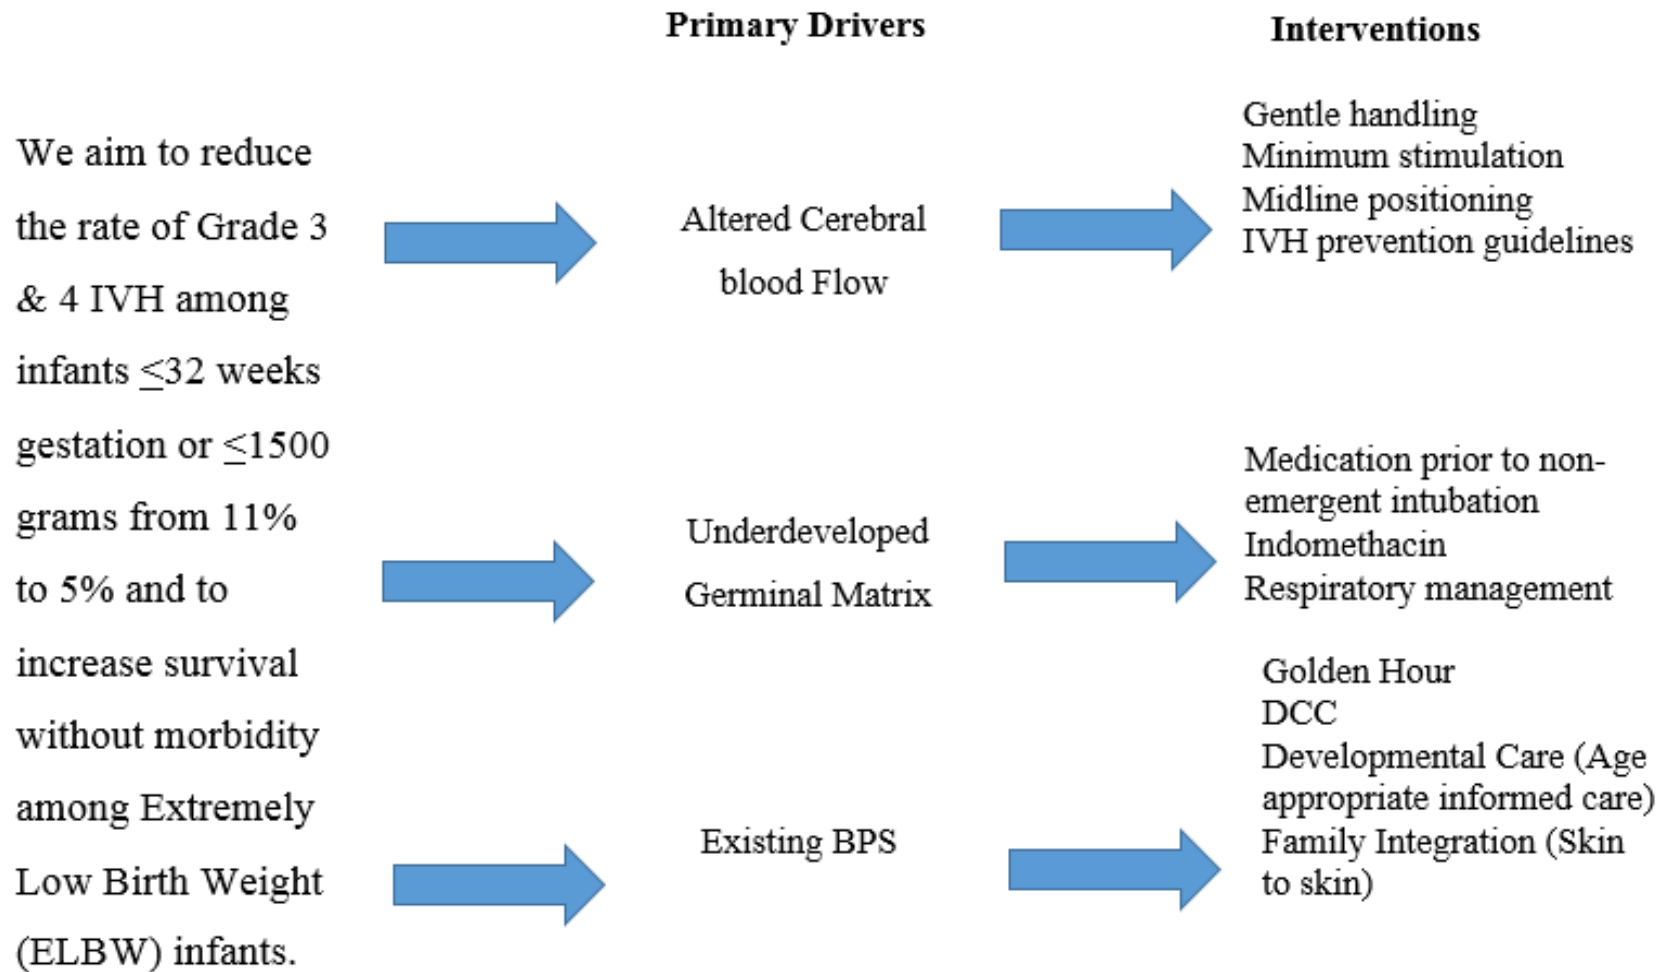 Primary Drivers
Interventions
We aim to reduce
the rate of Grade 3
& 4 IVH among
infants ≤32 weeks
gestation or ≤1500
grams from 11%
to 5% and to
increase survival
without morbidity
among Extremely
Low Birth Weight
(ELBW) infants.
Altered Cerebral
blood Flow
Gentle handling
Minimum stimulation
Midline positioning
IVH prevention guidelines
Underdeveloped
Germinal Matrix
Medication prior to non-
emergent intubation
Indomethacin
Respiratory management
Existing BPS
Golden Hour
DCC
Developmental Care (Age
appropriate informed care)
Family Integration (Skin
to skin)